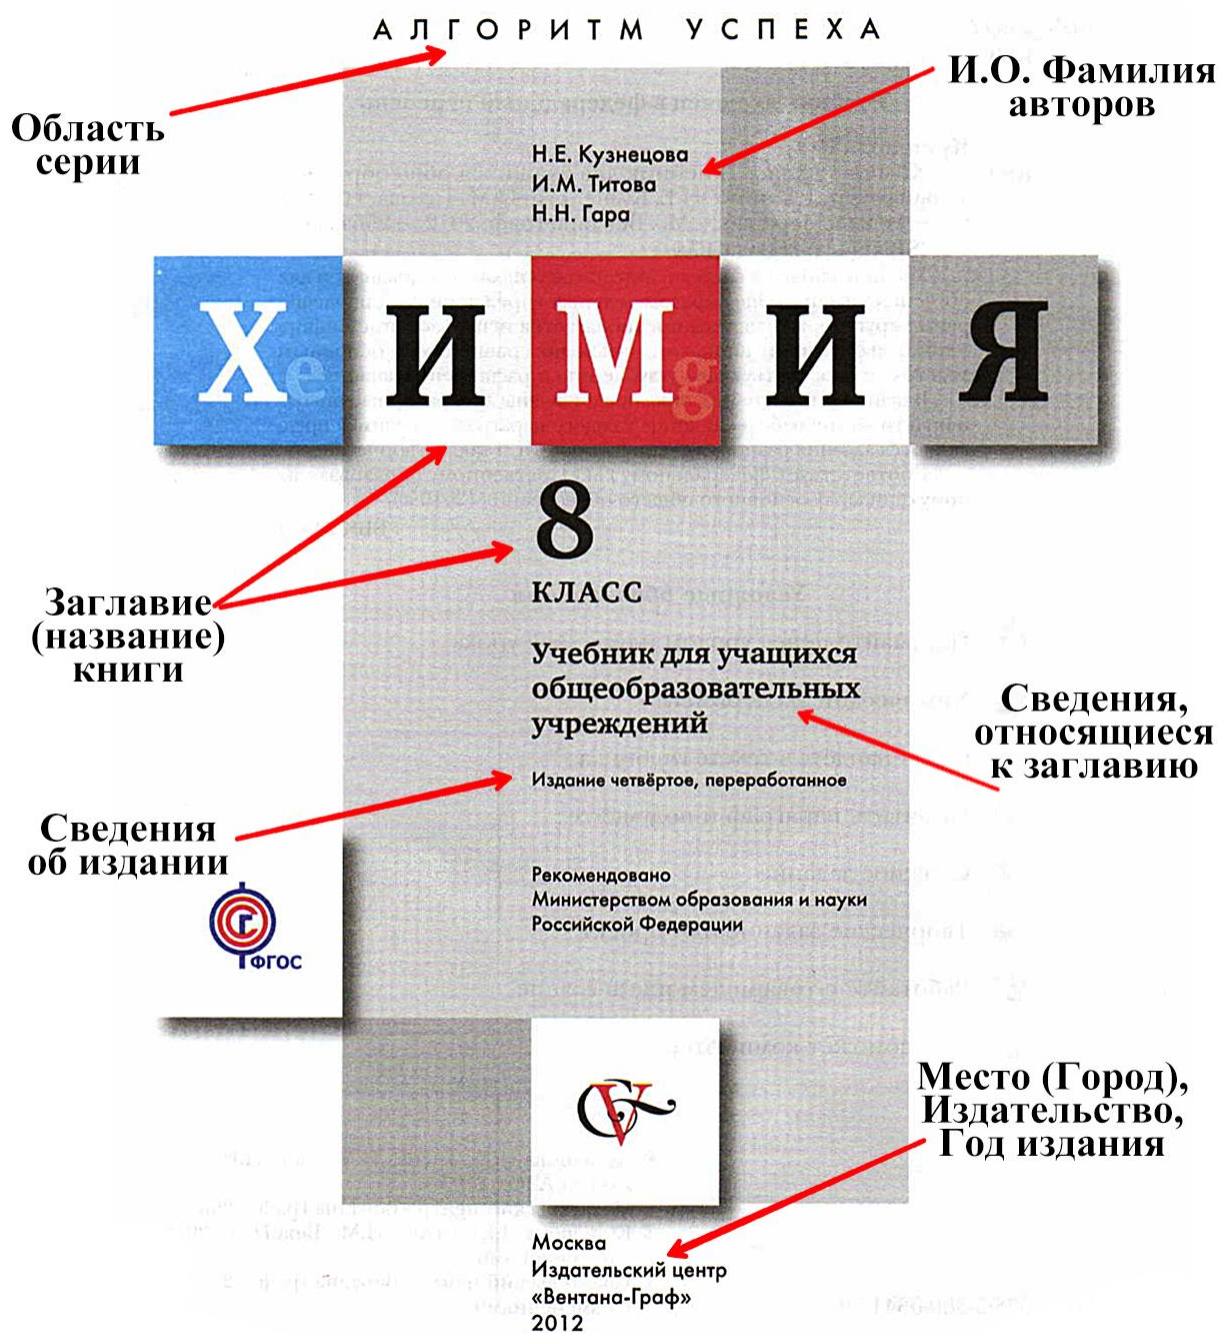 АЛГОРИТМ УСПЕХА
И.О. Фамилия
авторов
Область
серии
Н.Е. Кузнецова
И.М. Титова
Н.Н. Гара
ХeИМgИЯ
8
КЛАСС
Заглавие
(название)
книги
Учебник для учащихся
общеобразовательных
учреждений
Сведения,
относящиеся
к заглавию
Издание четвёртое, переработанное
Сведения
об издании
Рекомендовано
Министерством образования и науки
Российской Федерации
ФГОС
Место (Город),
Издательство,
Год издания
Москва
Издательский центр
«Вентана-Граф»
2012